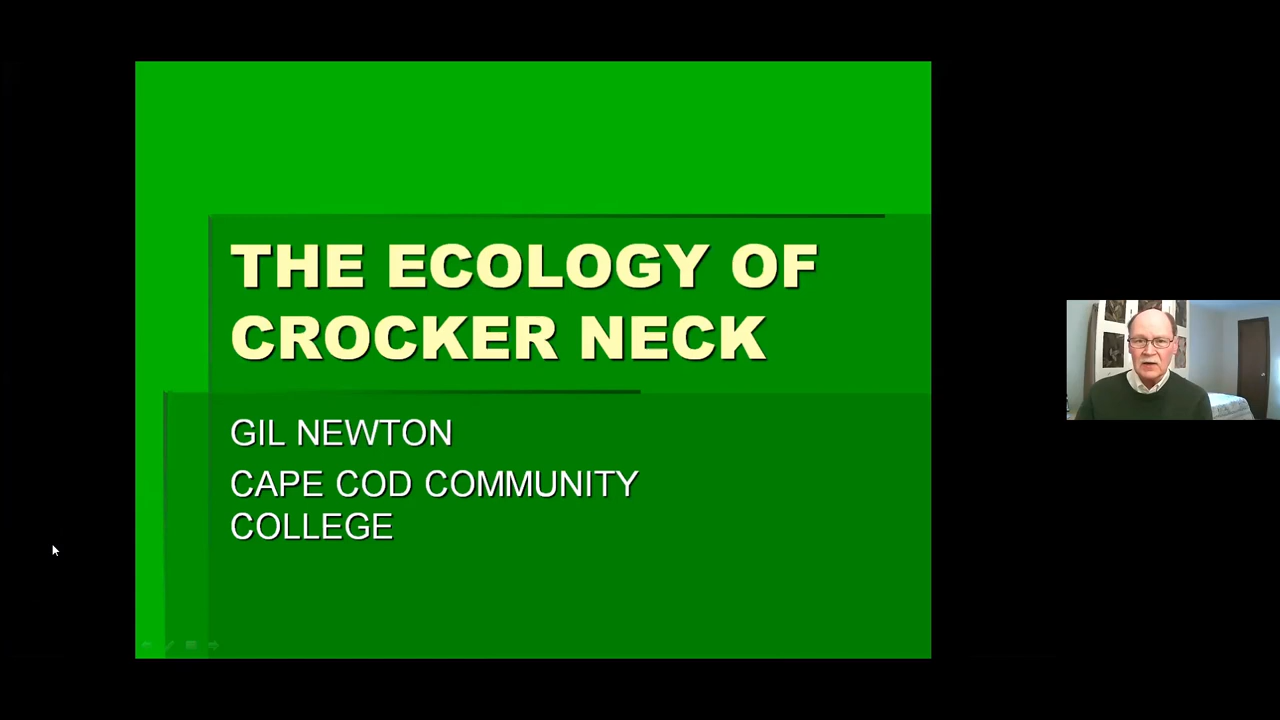 THE ECOLOGY OF
CROCKER NECK
GIL NEWTON
CAPE COD COMMUNITY
COLLEGE